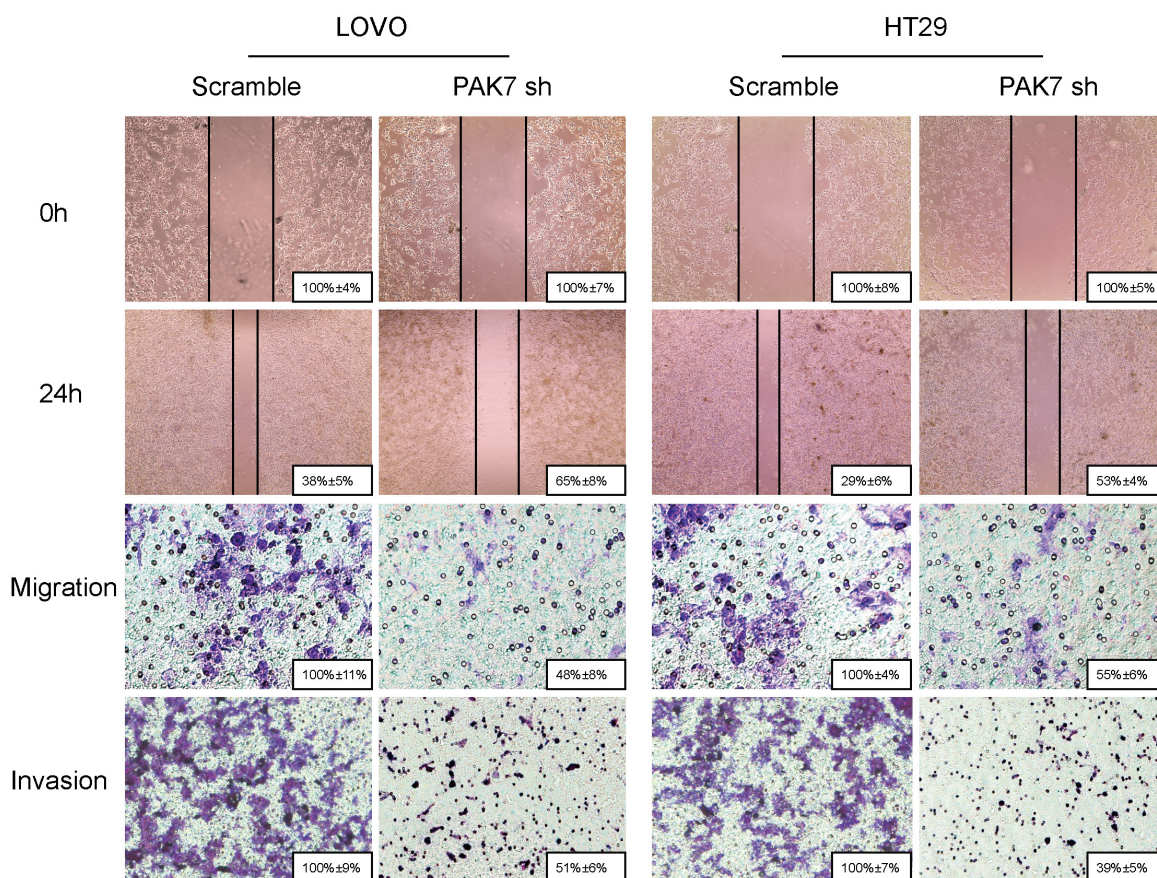 LOVO HT29
Scramble PAK7 sh Scramble PAK7 sh
0h
100%±4% 100%±7% 100%±8% 100%±5%
24h
38%±5% 65%±8% 29%±6% 53%±4%
Migration
100%±11% 48%±8% 100%±4% 55%±6%
Invasion
100%±9% 51%±6% 100%±7% 39%±5%